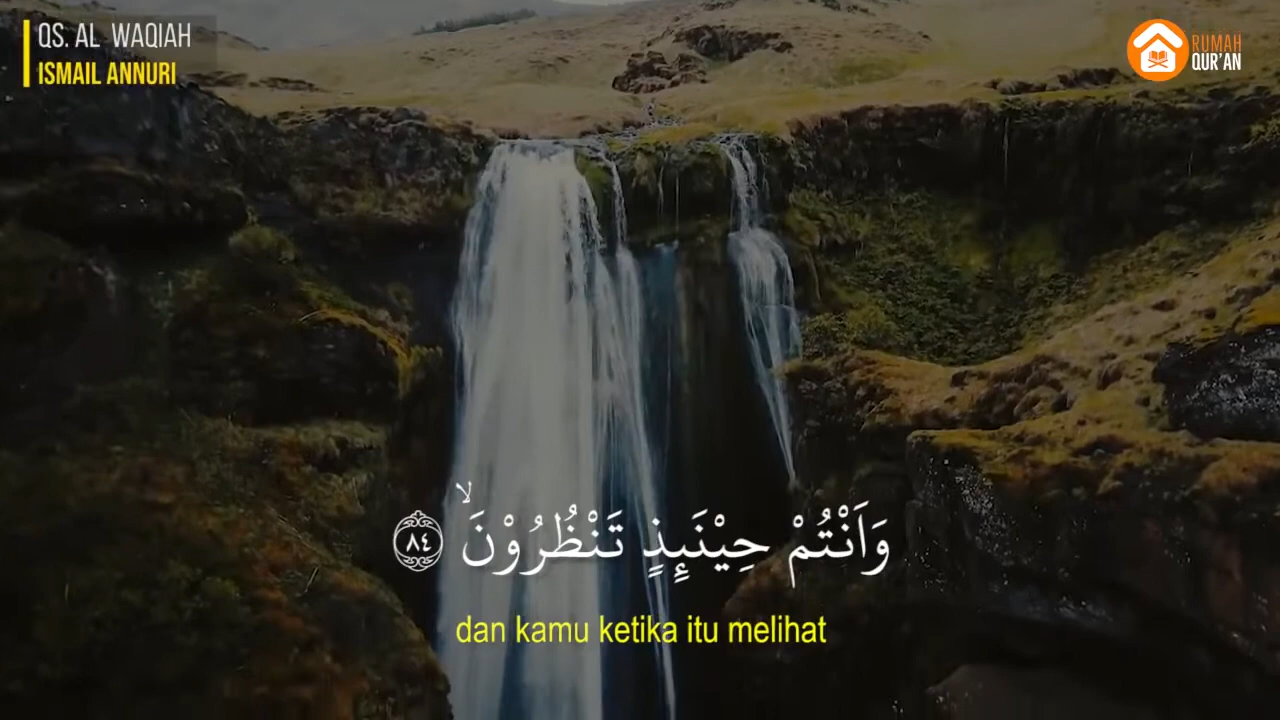 QS. AL WAQIAH
ISMAIL ANNURI
RUMAH
QUR'AN
وَاَنْتُمْ حِيْنَىِٕذٍ تَنْظُرُوْنَۙ ٨٤
dan kamu ketika itu melihat